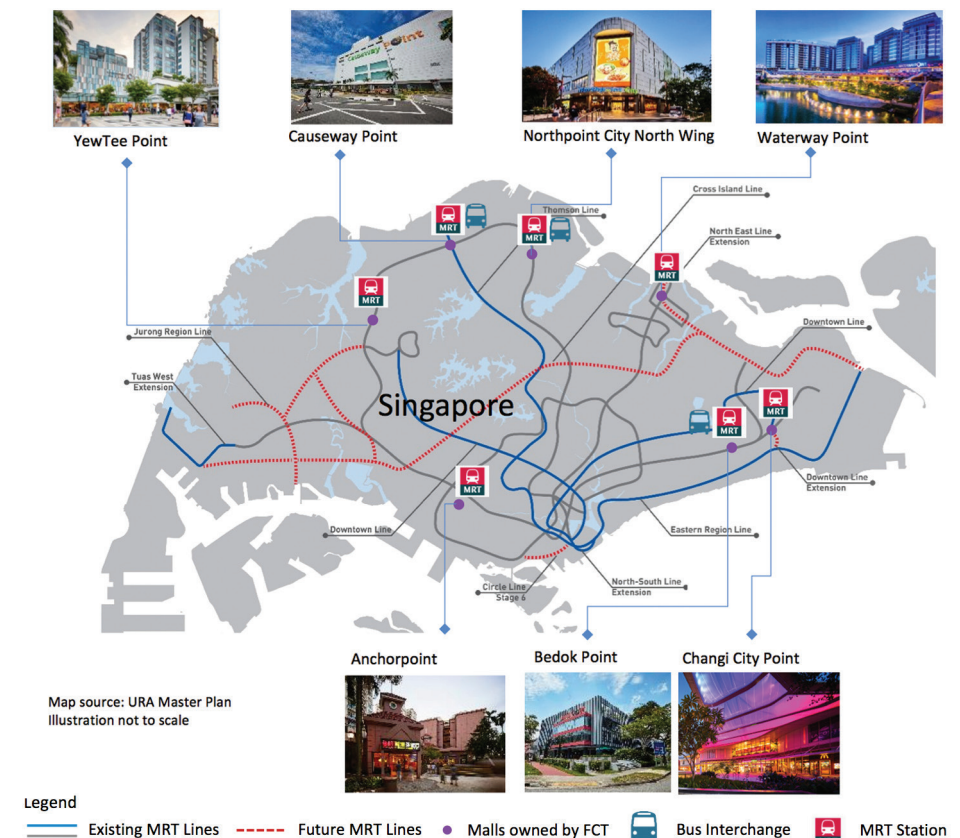 YewTee Point
Causeway Point
Northpoint City North Wing
Waterway Point
causeway point
Cross Island Line
Thomson Line
North East Line
Extension
MRT
MRT
MRT
MRT
Jurong Region Line
Downtown Line
Tuas West
Extension
Singapore
MRT
MRT
MRT
Downtown Line
Extension
Downtown Line
Eastern Region Line
Circle Line
Stage 6
North-South Line
Extension
Anchorpoint
Bedok Point
Changi City Point
Map source: URA Master Plan
Illustration not to scale
Legend
Existing MRT Lines
Future MRT Lines
Malls owned by FCT
Bus Interchange
MRT
MRT Station